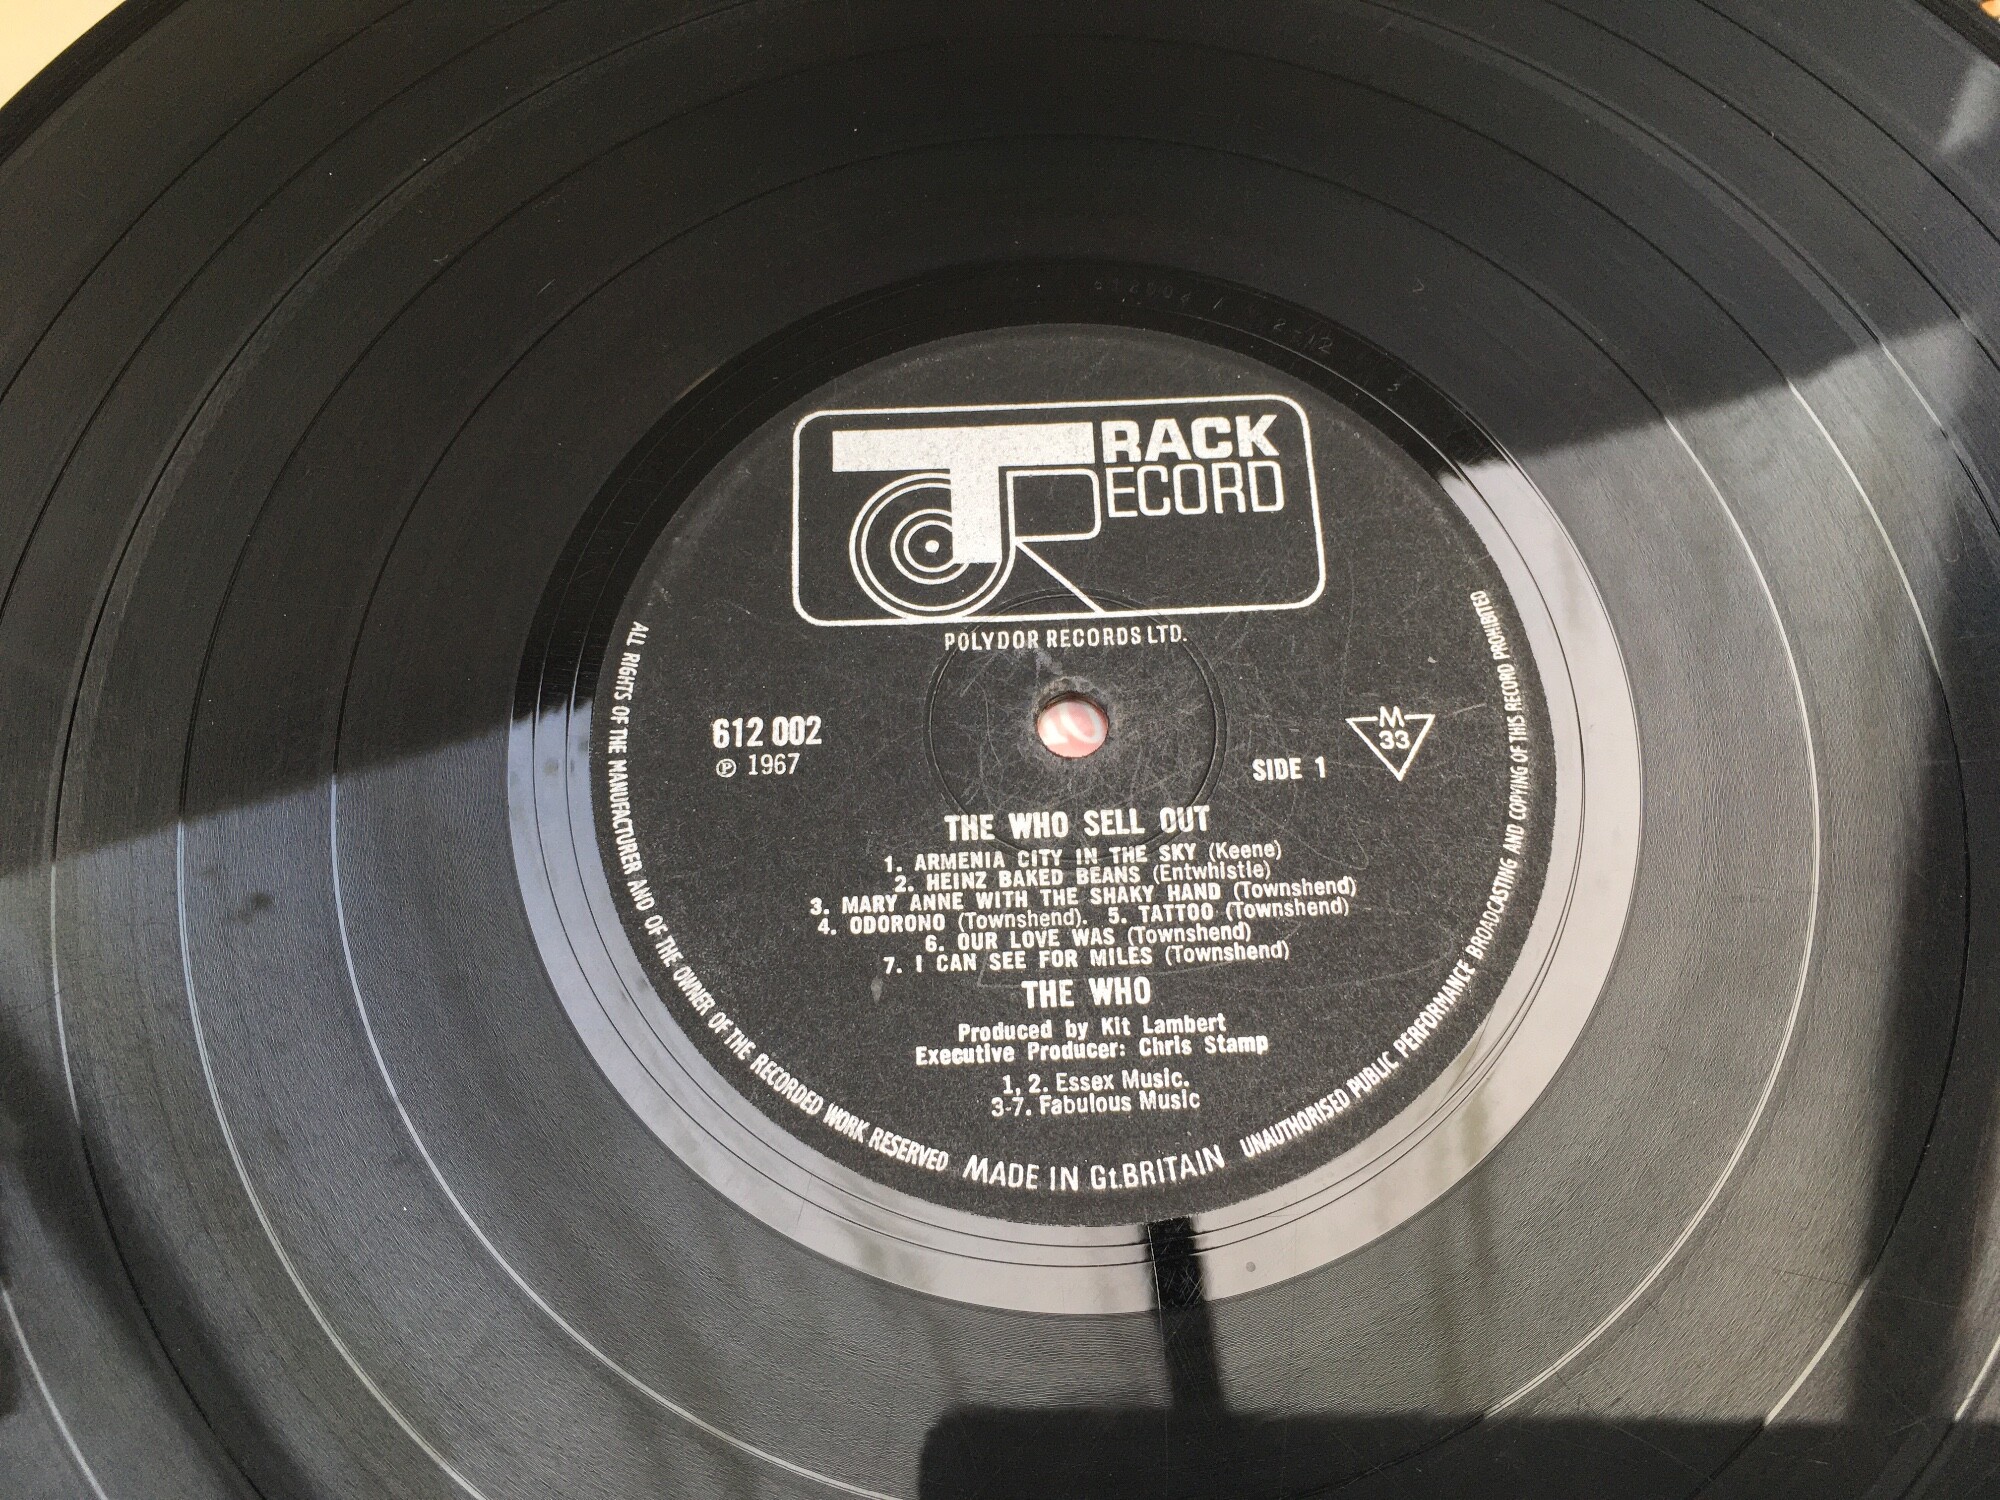 TRACK
RECORD
POLYDOR RECORDS LTD.
612 002
℗ 1967
SIDE 1
M
33
THE WHO SELL OUT
1. ARMENIA CITY IN THE SKY (Keene)
2. HEINZ BAKED BEANS (Entwhistle)
3. MARY ANNE WITH THE SHAKY HAND (Townshend)
4. ODORONO (Townshend). 5. TATTOO (Townshend)
6. OUR LOVE WAS (Townshend)
7. I CAN SEE FOR MILES (Townshend)
THE WHO
Produced by Kit Lambert
Executive Producer: Chris Stamp
1, 2. Essex Music.
3-7. Fabulous Music
ALL RIGHTS OF THE MANUFACTURER AND OF THE OWNER OF THE RECORDED WORK RESERVED MADE IN Gt.BRITAIN UNAUTHORISED PUBLIC PERFORMANCE BROADCASTING AND COPYING OF THIS RECORD PROHIBITED